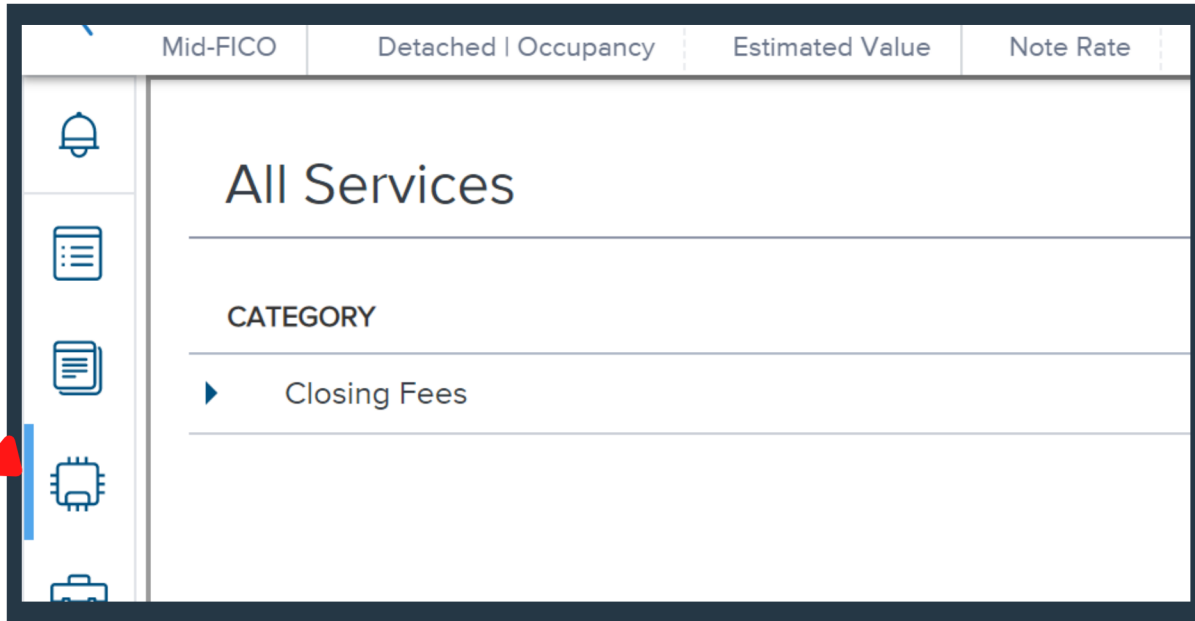 Mid-FICO Detached | Occupancy Estimated Value Note Rate
All Services
CATEGORY
Closing Fees